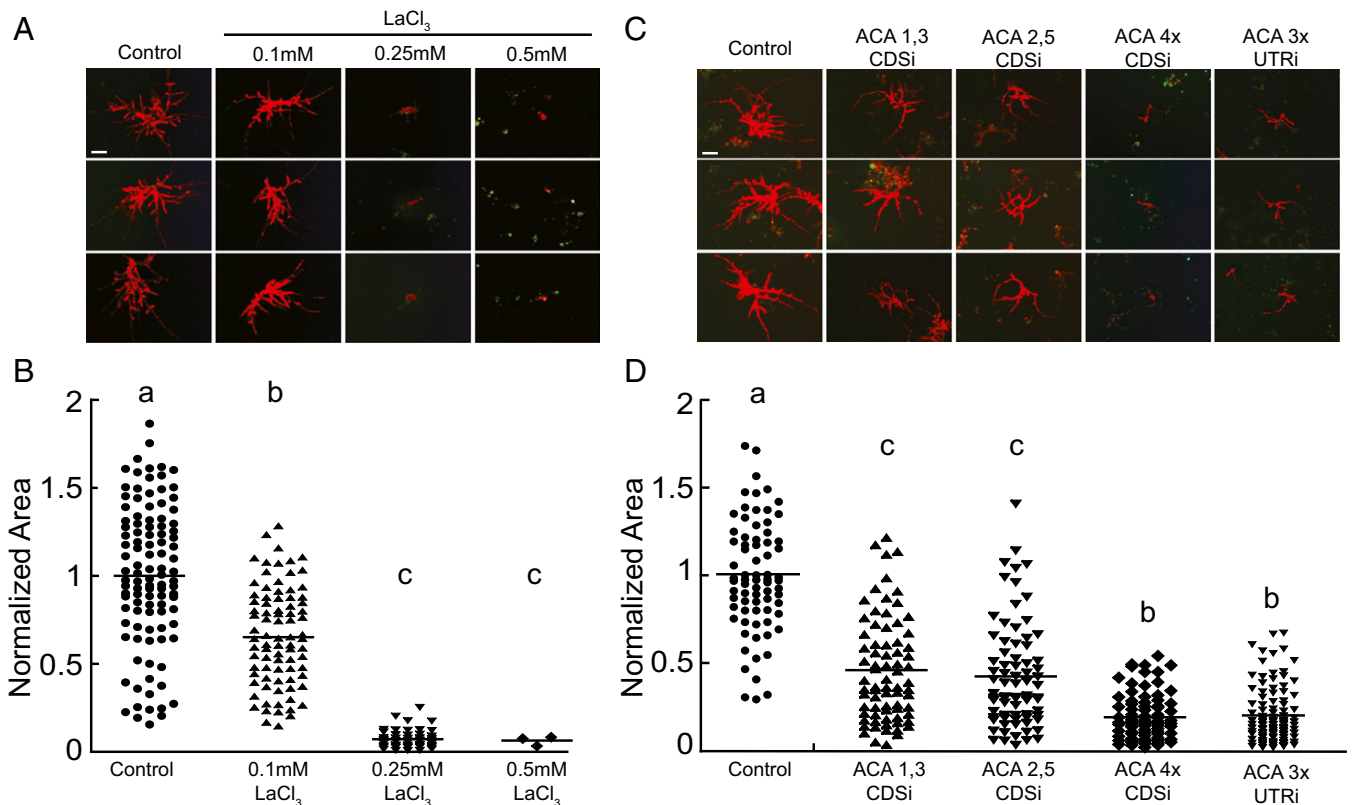 A
LaCl3
Control
0.1mM
0.25mM
0.5mM
C
Control
ACA 1,3
CDSi
ACA 2,5
CDSi
ACA 4x
CDSi
ACA 3x
UTRi
B
Normalized Area
2
1.5
1
0.5
0
a
b
c
c
Control
0.1mM
LaCl3
0.25mM
LaCl3
0.5mM
LaCl3
D
Normalized Area
2
1.5
1
0.5
0
a
c
c
b
b
Control
ACA 1,3
CDSi
ACA 2,5
CDSi
ACA 4x
CDSi
ACA 3x
UTRi